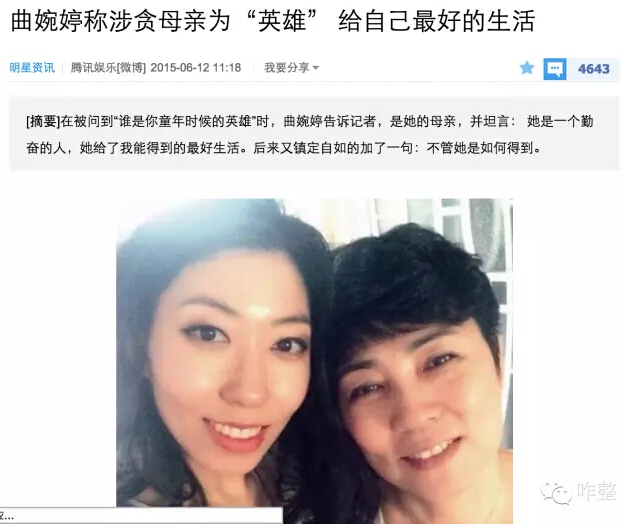 曲婉婷称涉贪母亲为“英雄” 给自己最好的生活
明星资讯 腾讯娱乐[微博] 2015-06-12 11:18 我要分享 4643
[摘要]在被问到“谁是你童年时候的英雄”时，曲婉婷告诉记者，是她的母亲，并坦言： 她是一个勤
奋的人，她给了我能得到的最好生活。后来又镇定自如的加了一句：不管她是如何得到。
咋整
...